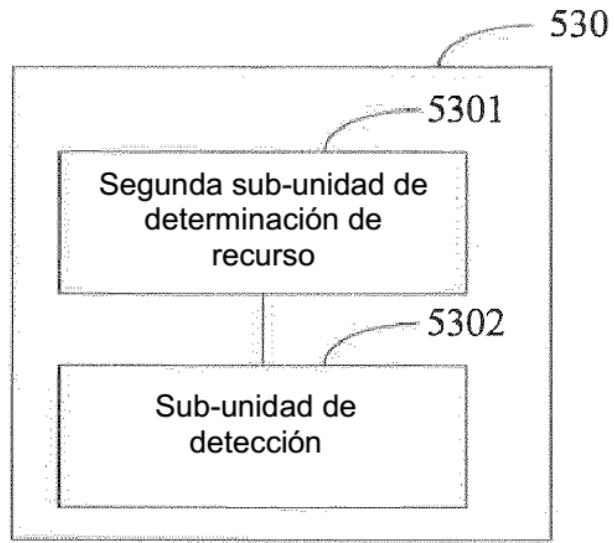 530
5301
Segunda sub-unidad de
determinación de
recurso
5302
Sub-unidad de
detección